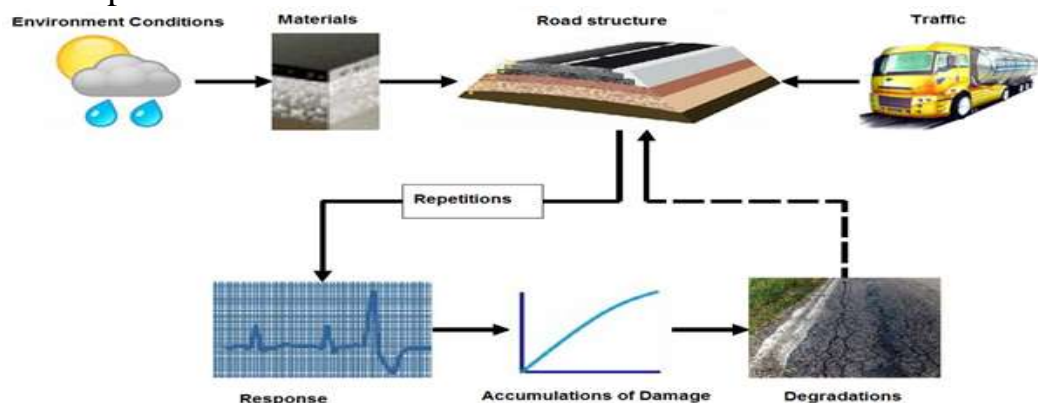 Environment Conditions
Materials
Road structure
Traffic
Repetitions
Response
Accumulations of Damage
Degradations